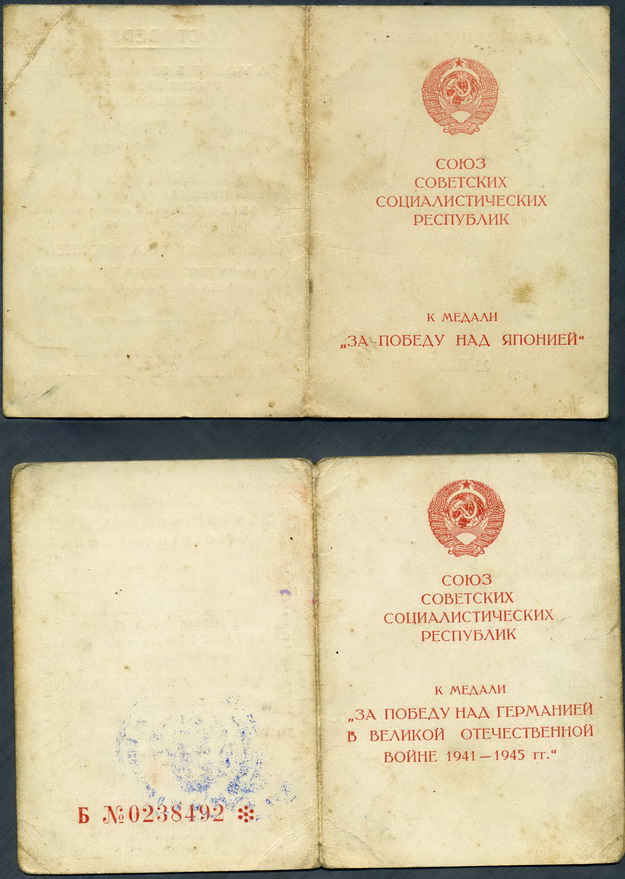 СОЮЗ
СОВЕТСКИХ
СОЦИАЛИСТИЧЕСКИХ
РЕСПУБЛИК
К МЕДАЛИ
„ЗА ПОБЕДУ НАД ЯПОНИЕЙ“
СОЮЗ
СОВЕТСКИХ
СОЦИАЛИСТИЧЕСКИХ
РЕСПУБЛИК
К МЕДАЛИ
„ЗА ПОБЕДУ НАД ГЕРМАНИЕЙ
В ВЕЛИКОЙ ОТЕЧЕСТВЕННОЙ
ВОЙНЕ 1941—1945 гг.“
Б №0238492 ✻